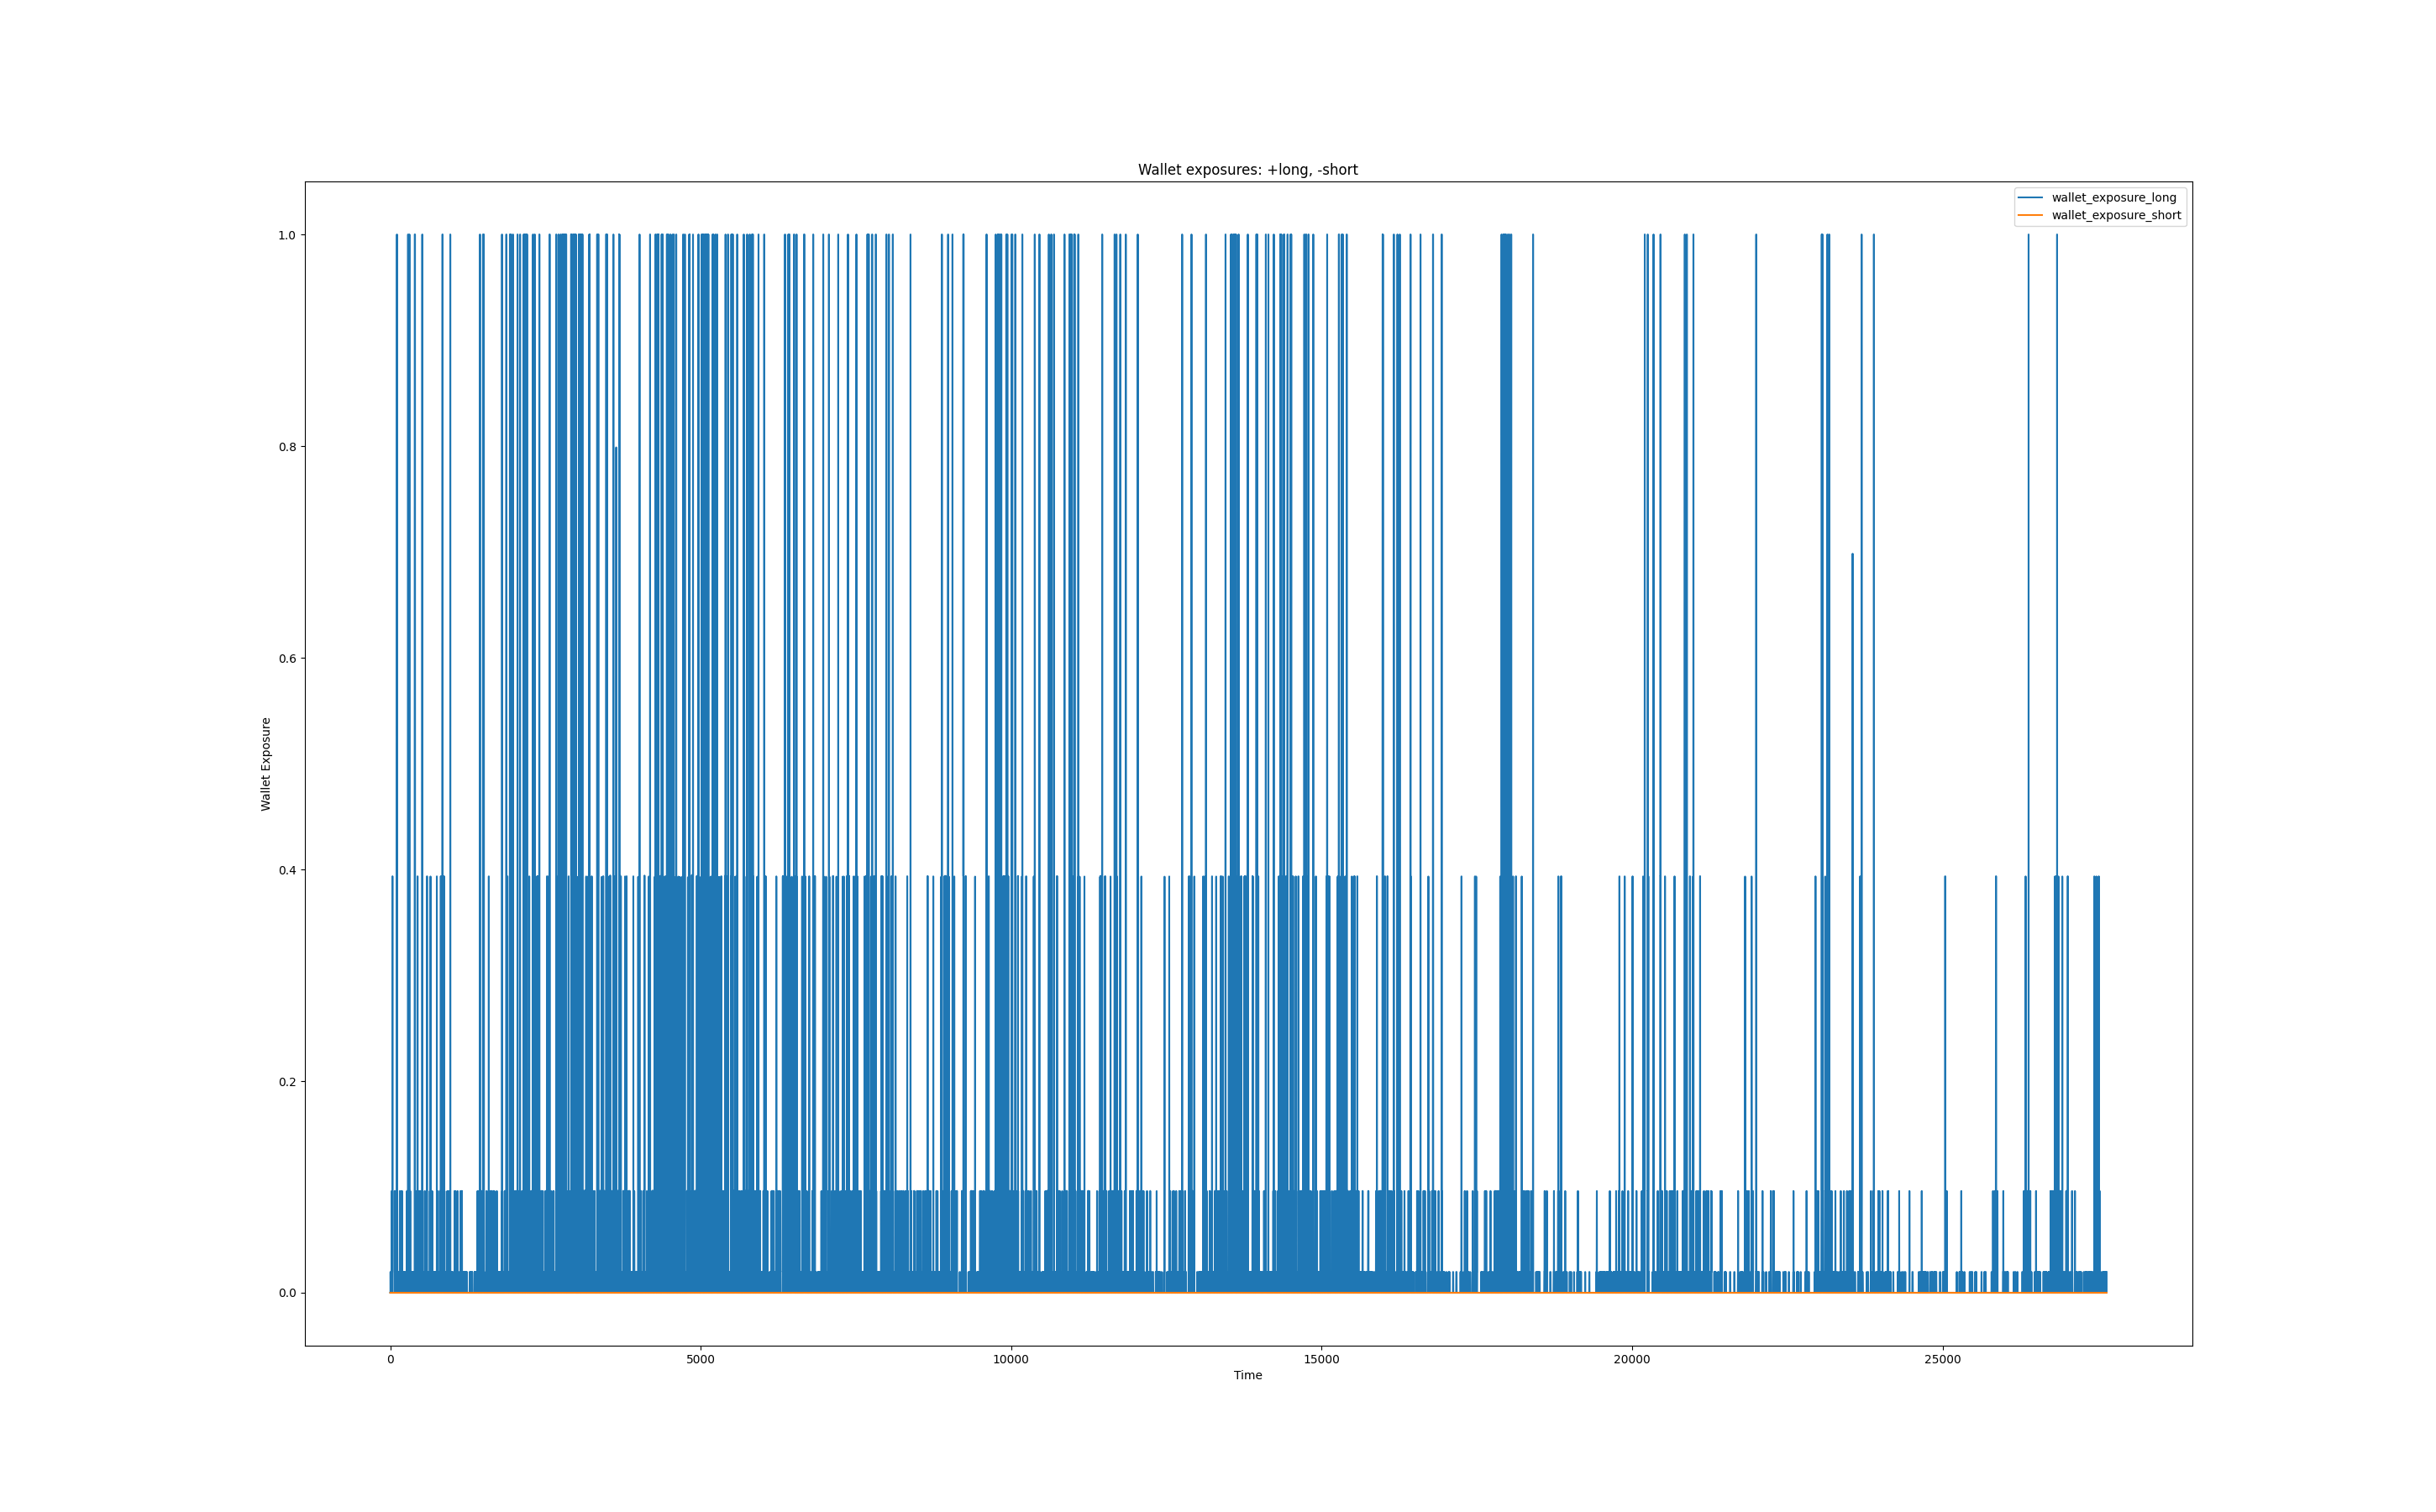 Wallet exposures: +long, -short
wallet_exposure_long
wallet_exposure_short
1.0
0.8
0.6
0.4
0.2
0.0
Wallet Exposure
0 5000 10000 15000 20000 25000
Time